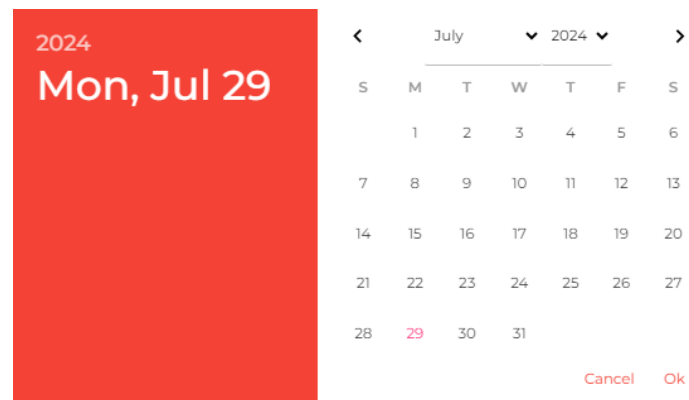 2024
Mon, Jul 29
July 2024
S M T W T F S
1 2 3 4 5 6
7 8 9 10 11 12 13
14 15 16 17 18 19 20
21 22 23 24 25 26 27
28 29 30 31
Cancel Ok